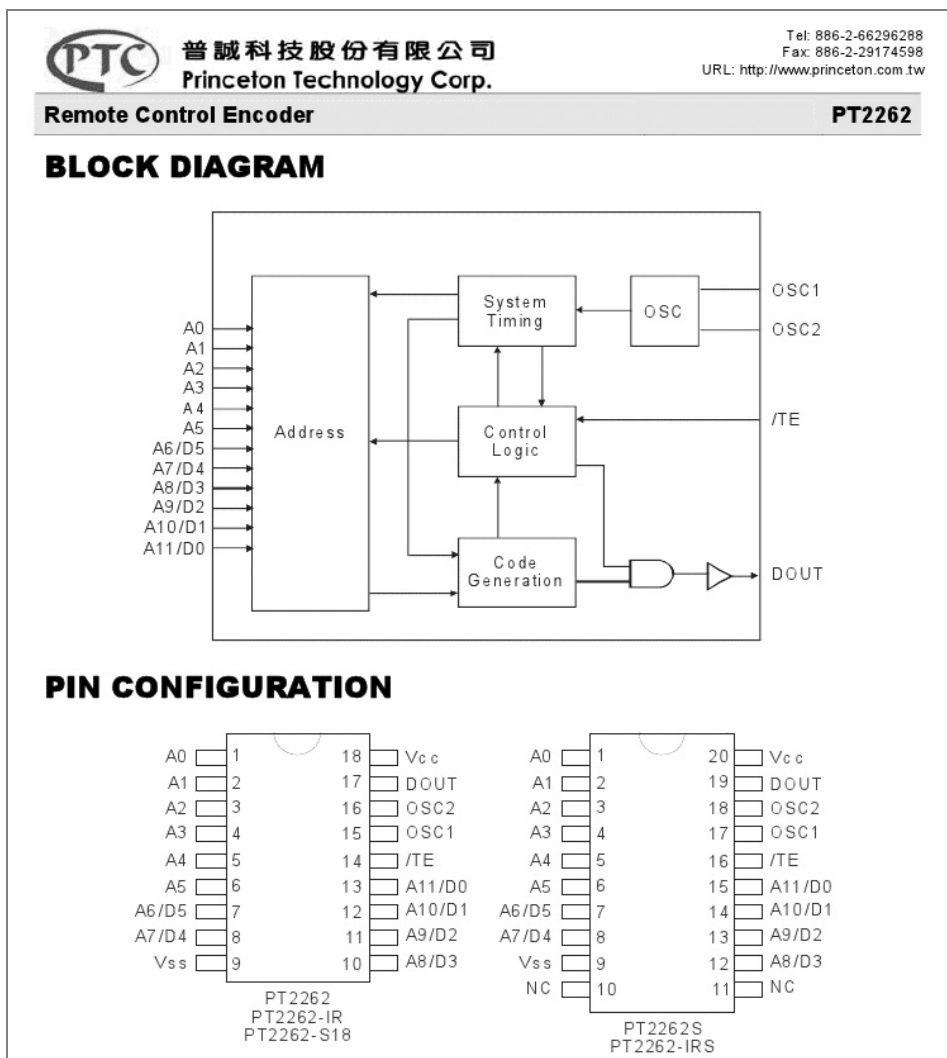 PTC
普誠科技股份有限公司
Princeton Technology Corp.
Tel: 886-2-66296288
Fax: 886-2-29174598
URL: http://www.princeton.com.tw
Remote Control Encoder PT2262
BLOCK DIAGRAM
A0
A1
A2
A3
A4
A5
A6/D5
A7/D4
A8/D3
A9/D2
A10/D1
A11/D0
Address
System
Timing
OSC
OSC1
OSC2
Control
Logic
/TE
Code
Generation
DOUT
PIN CONFIGURATION
A0 1 18 Vcc
A1 2 17 DOUT
A2 3 16 OSC2
A3 4 15 OSC1
A4 5 14 /TE
A5 6 13 A11/D0
A6/D5 7 12 A10/D1
A7/D4 8 11 A9/D2
Vss 9 10 A8/D3
PT2262
PT2262-IR
PT2262-S18
A0 1 20 Vcc
A1 2 19 DOUT
A2 3 18 OSC2
A3 4 17 OSC1
A4 5 16 /TE
A5 6 15 A11/D0
A6/D5 7 14 A10/D1
A7/D4 8 13 A9/D2
Vss 9 12 A8/D3
NC 10 11 NC
PT2262S
PT2262-IRS